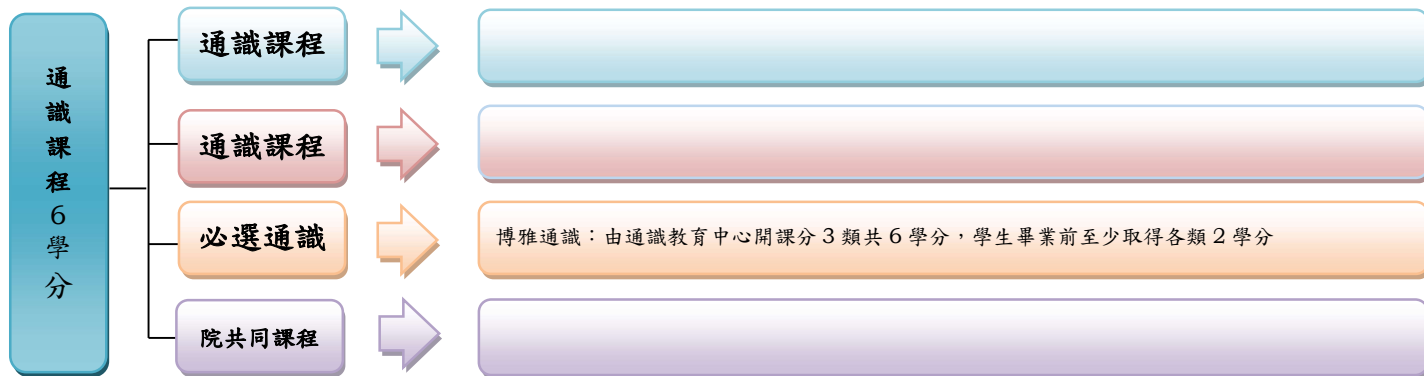 通識課程6學分
通識課程
通識課程
必選通識
博雅通識：由通識教育中心開課分3類共6學分，學生畢業前至少取得各類2學分
院共同課程